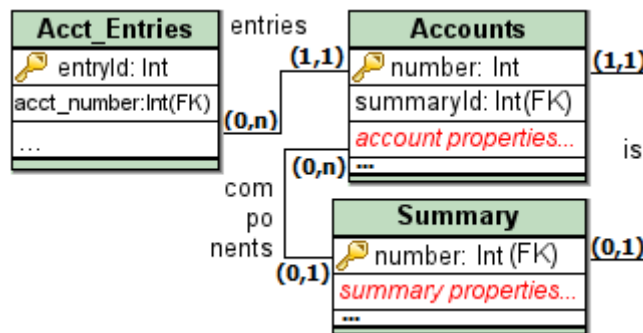 Acct_Entries
entryId: Int
acct_number:Int(FK)
...
entries
(1,1)
(0,n)
Accounts
number: Int
summaryId: Int(FK)
account properties...
...
(1,1)
(0,n)
com
po
nents
(0,1)
is
Summary
number: Int (FK)
summary properties...
...
(0,1)